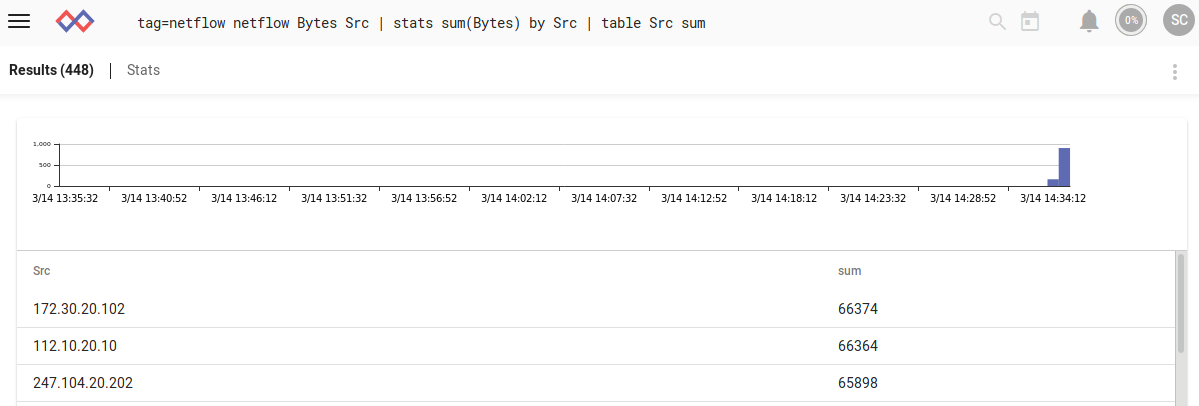 tag=netflow netflow Bytes Src | stats sum(Bytes) by Src | table Src sum 0% SC
Results (448) | Stats
1,000
500
0
3/14 13:35:32 3/14 13:40:52 3/14 13:46:12 3/14 13:51:32 3/14 13:56:52 3/14 14:02:12 3/14 14:07:32 3/14 14:12:52 3/14 14:18:12 3/14 14:23:32 3/14 14:28:52 3/14 14:34:12
Src sum
172.30.20.102 66374
112.10.20.10 66364
247.104.20.202 65898